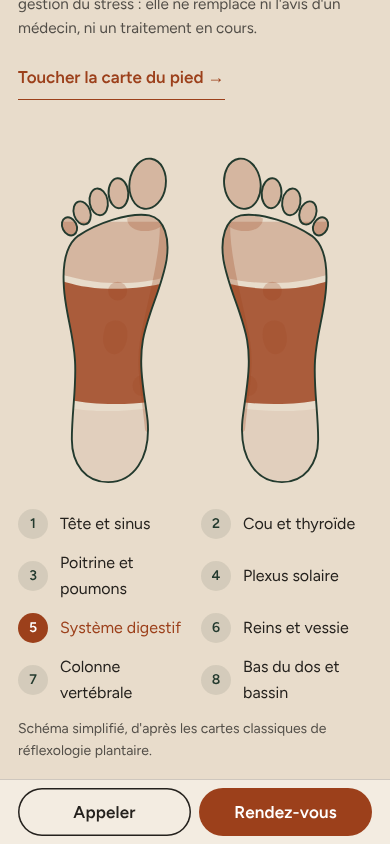 gestion du stress : elle ne remplace ni l'avis d'un
médecin, ni un traitement en cours.
Toucher la carte du pied →
1 Tête et sinus
2 Cou et thyroïde
3 Poitrine et
poumons
4 Plexus solaire
5 Système digestif
6 Reins et vessie
7 Colonne
vertébrale
8 Bas du dos et
bassin
Schéma simplifié, d'après les cartes classiques de
réflexologie plantaire.
Appeler
Rendez-vous